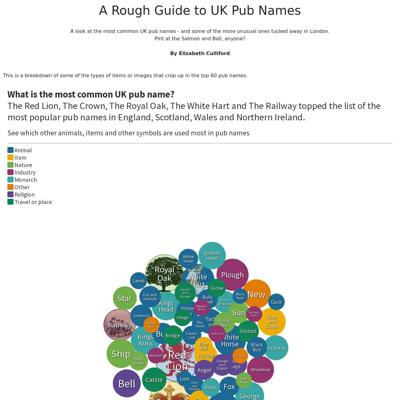 A Rough Guide to UK Pub Names
A look at the most common UK pub names - and some of the more unusual ones tucked away in London.
Pint at the Salmon and Ball, anyone?
By Elizabeth Culliford
This is a breakdown of some of the types of items or images that crop up in the top 60 pub names.
What is the most common UK pub name?
The Red Lion, The Crown, The Royal Oak, The White Hart and The Railway topped the list of the
most popular pub names in England, Scotland, Wales and Northern Ireland.
See which other animals, items and other symbols are used most in pub names
Animal
Item
Nature
Industry
Monarch
Other
Religion
Travel or place
Queens
Head
White
Swan
Royal
Oak
White
Plough
Lamb
Globe
Star
Kings
Head
New
Cock
Railway
Sun
Station
Kings
Arms
Bridge
White
Horse
Black
Bull
Victoria
Ship
Red
Lion
Bell
Castle
Angel
Lion
Royal
Fox
George